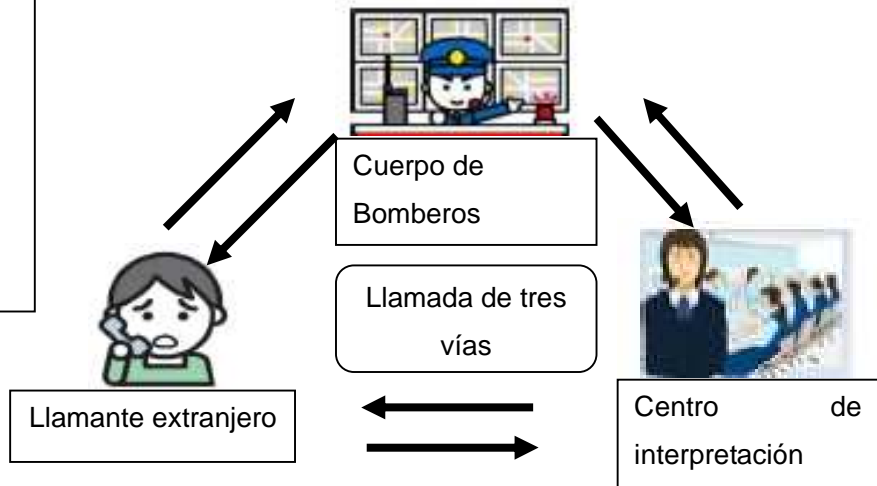 Cuerpo de
Bomberos
Llamada de tres
vías
Llamante extranjero
Centro de
interpretación